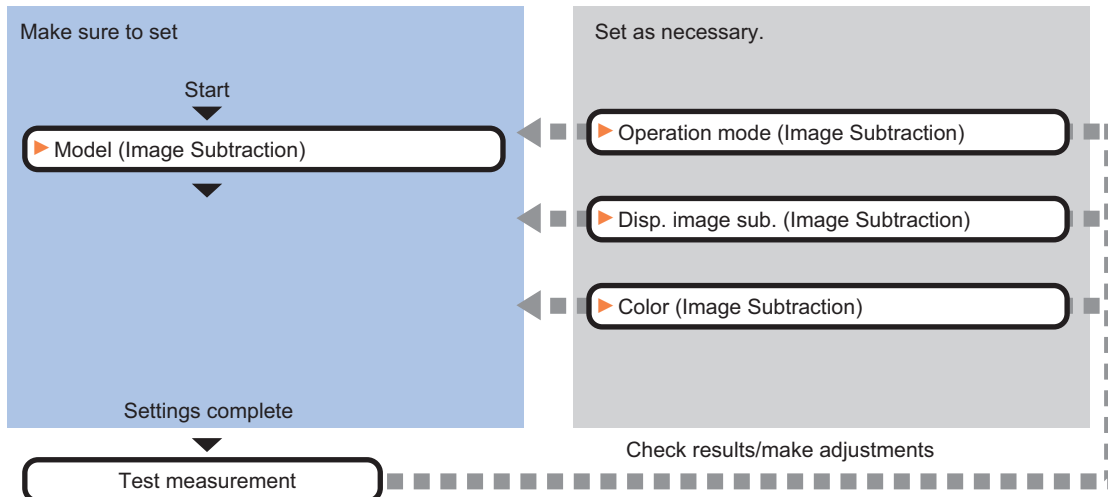 Make sure to set
Start
Model (Image Subtraction)
Settings complete
Test measurement
Set as necessary.
Operation mode (Image Subtraction)
Disp. image sub. (Image Subtraction)
Color (Image Subtraction)
Check results/make adjustments